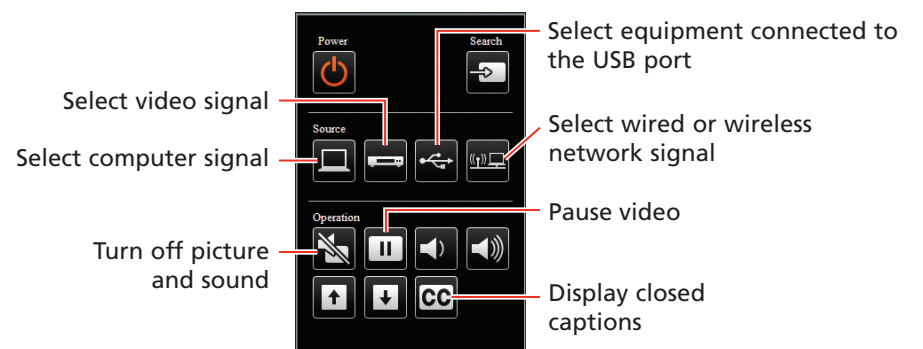 Power
Search
Select equipment connected to
the USB port
Select video signal
Source
Select wired or wireless
network signal
Select computer signal
Operation
Pause video
Turn off picture
and sound
CC
Display closed
captions